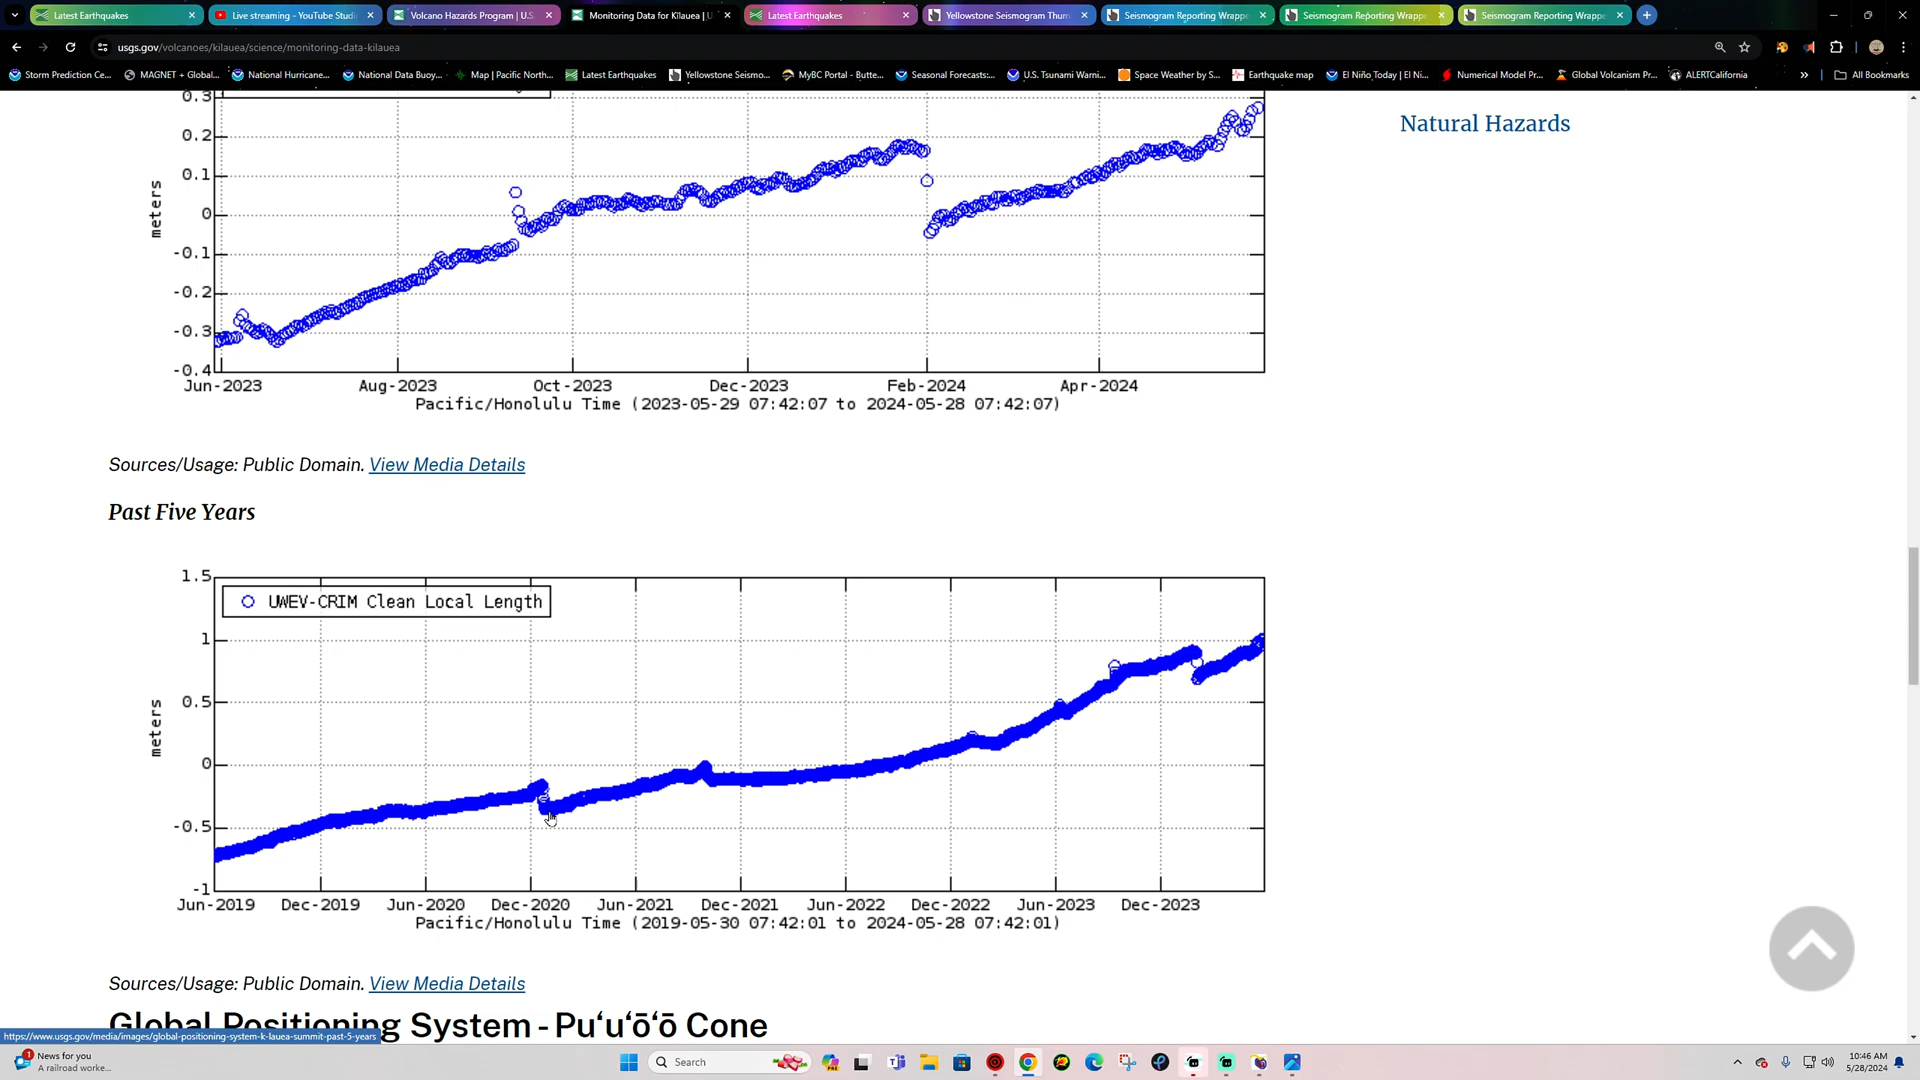 Latest Earthquakes
Live streaming - YouTube Studi
Volcano Hazards Program | U.S.
Monitoring Data for Kīlauea | U
Latest Earthquakes
Yellowstone Seismogram Thum
Seismogram Reporting Wrappe
Seismogram Reporting Wrappe
Seismogram Reporting Wrappe
usgs.gov/volcanoes/kilauea/science/monitoring-data-kilauea
Storm Prediction Ce...
MAGNET + Global...
National Hurricane...
National Data Buoy...
Map | Pacific North...
Latest Earthquakes
Yellowstone Seismo...
MyBC Portal - Butte...
Seasonal Forecasts:...
U.S. Tsunami Warni...
Space Weather by S...
Earthquake map
El Niño Today | El Ni...
Numerical Model Pr...
Global Volcanism Pr...
ALERTCalifornia
All Bookmarks
Natural Hazards
0.3
0.2
0.1
0
-0.1
-0.2
-0.3
-0.4
meters
Jun-2023 Aug-2023 Oct-2023 Dec-2023 Feb-2024 Apr-2024
Pacific/Honolulu Time (2023-05-29 07:42:07 to 2024-05-28 07:42:07)
Sources/Usage: Public Domain. View Media Details
Past Five Years
UWEV-CRIM Clean Local Length
1.5
1
0.5
0
-0.5
-1
meters
Jun-2019 Dec-2019 Jun-2020 Dec-2020 Jun-2021 Dec-2021 Jun-2022 Dec-2022 Jun-2023 Dec-2023
Pacific/Honolulu Time (2019-05-30 07:42:01 to 2024-05-28 07:42:01)
Sources/Usage: Public Domain. View Media Details
Global Positioning System - Puʻuʻōʻō Cone
https://www.usgs.gov/media/images/global-positioning-system-k-lauea-summit-past-5-years
1
News for you
A railroad worke...
Search
PRE
10:46 AM
5/28/2024